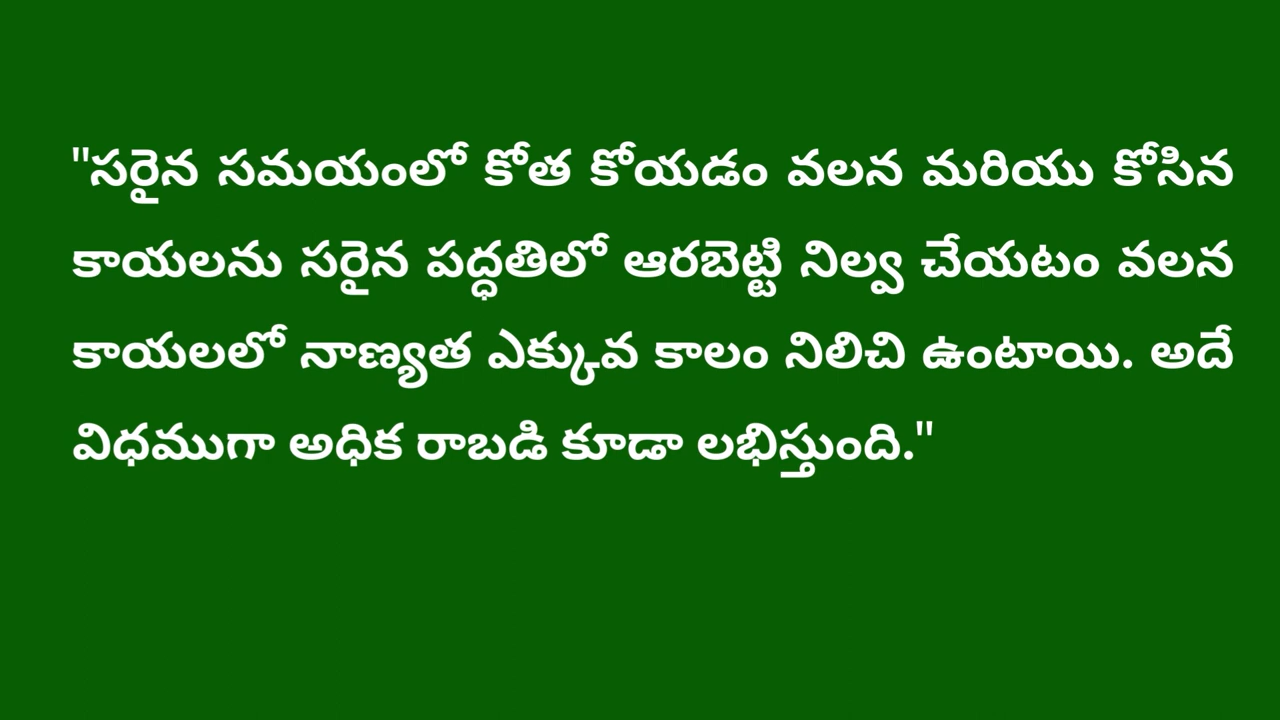 "సరైన సమయంలో కోత కోయడం వలన మరియు కోసిన
కాయలను సరైన పద్ధతిలో ఆరబెట్టి నిల్వ చేయటం వలన
కాయలలో నాణ్యత ఎక్కువ కాలం నిలిచి ఉంటాయి. అదే
విధముగా అధిక రాబడి కూడా లభిస్తుంది."